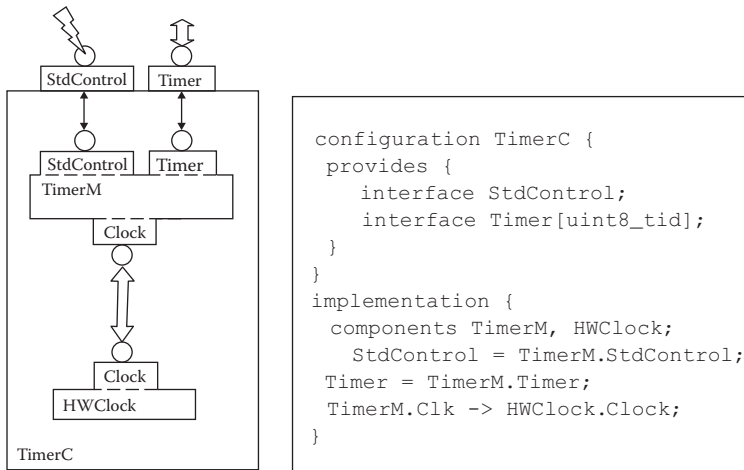 StdControl
Timer
StdControl
Timer
TimerM
Clock
Clock
HWClock
TimerC
configuration TimerC {
provides {
interface StdControl;
interface Timer[uint8_tid];
}
}
implementation {
components TimerM, HWClock;
StdControl = TimerM.StdControl;
Timer = TimerM.Timer;
TimerM.Clk -> HWClock.Clock;
}